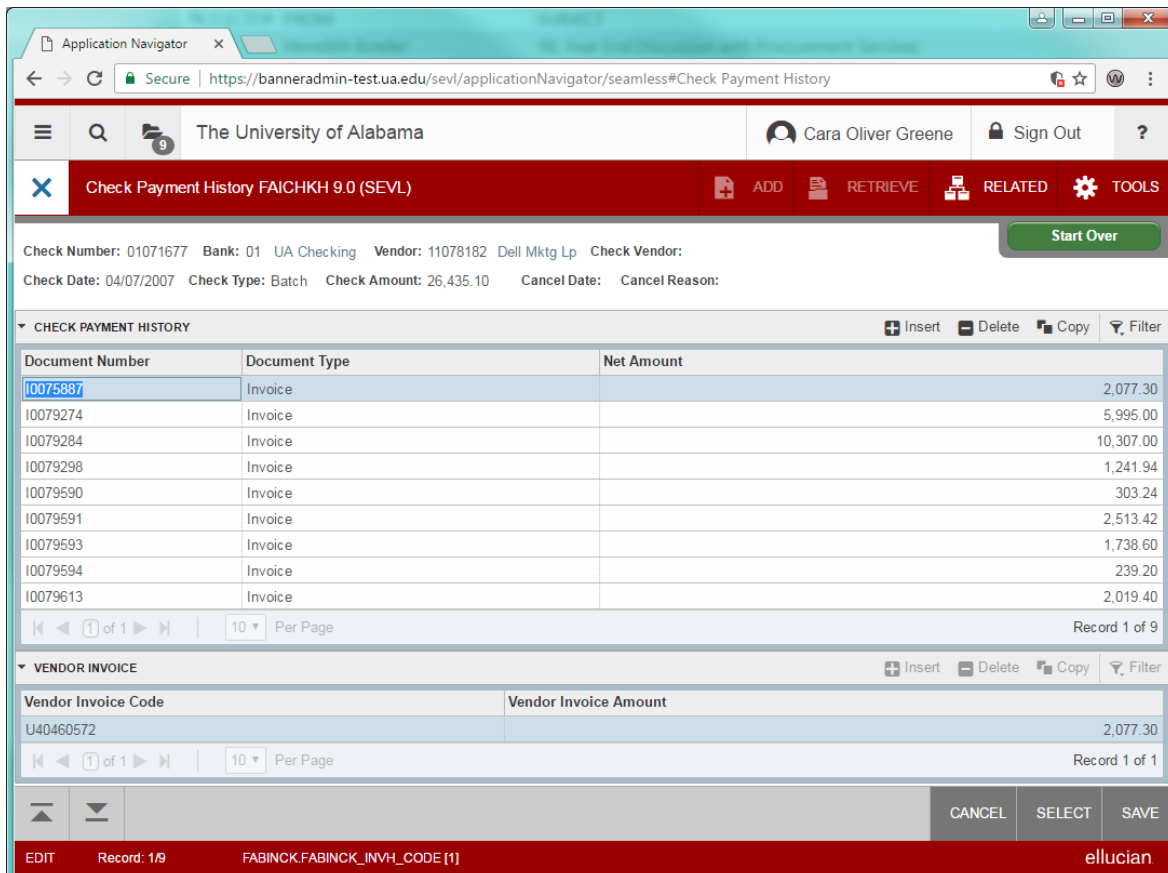 FROM SUBJECT
RE: Year End Discussion with Procurement Services
Application Navigator
Secure https://banneradmin-test.ua.edu/sevl/applicationNavigator/seamless#Check Payment History
9 The University of Alabama Cara Oliver Greene Sign Out ?
Check Payment History FAICHKH 9.0 (SEVL) ADD RETRIEVE RELATED TOOLS
Start Over
Check Number: 01071677 Bank: 01 UA Checking Vendor: 11078182 Dell Mktg Lp Check Vendor:
Check Date: 04/07/2007 Check Type: Batch Check Amount: 26,435.10 Cancel Date: Cancel Reason:
CHECK PAYMENT HISTORY Insert Delete Copy Filter
Document Number Document Type Net Amount
I0075887 Invoice 2,077.30
I0079274 Invoice 5,995.00
I0079284 Invoice 10,307.00
I0079298 Invoice 1,241.94
I0079590 Invoice 303.24
I0079591 Invoice 2,513.42
I0079593 Invoice 1,738.60
I0079594 Invoice 239.20
I0079613 Invoice 2,019.40
1 of 1 10 Per Page Record 1 of 9
VENDOR INVOICE Insert Delete Copy Filter
Vendor Invoice Code Vendor Invoice Amount
U40460572 2,077.30
1 of 1 10 Per Page Record 1 of 1
CANCEL SELECT SAVE
EDIT Record: 1/9 FABINCK.FABINCK_INVH_CODE [1] ellucian